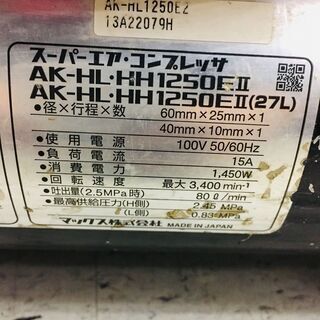 AK-HL1250E2
13A22079H
スーパーエア・コンプレッサ
AK-HL・HH1250EⅡ
AK-HL・HH1250EⅡ(27L)
●径×行程×数 60mm×25mm×1
40mm×10mm×1
●使用電源 100V 50/60Hz
●負荷電流 15A
●消費電力 1,450W
●回転速度 最大 3,400min⁻¹
●吐出量(2.5MPa時) 80ℓ/min
●最高供給圧力(H側) 2.45 MPa
(L側) 0.83 MPa
マックス株式会社 MADE IN JAPAN